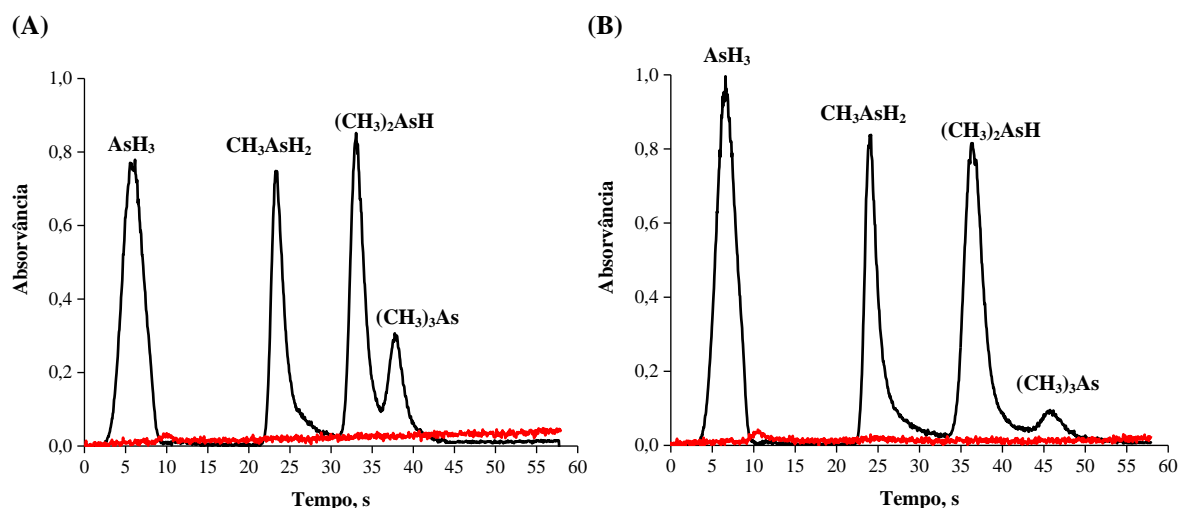 (A)
1,0
0,8
0,6
0,4
0,2
0,0
Absorvância
AsH₃
CH₃AsH₂
(CH₃)₂AsH
(CH₃)₃As
0 5 10 15 20 25 30 35 40 45 50 55 60
Tempo, s
(B)
1,0
0,8
0,6
0,4
0,2
0,0
Absorvância
AsH₃
CH₃AsH₂
(CH₃)₂AsH
(CH₃)₃As
0 5 10 15 20 25 30 35 40 45 50 55 60
Tempo, s